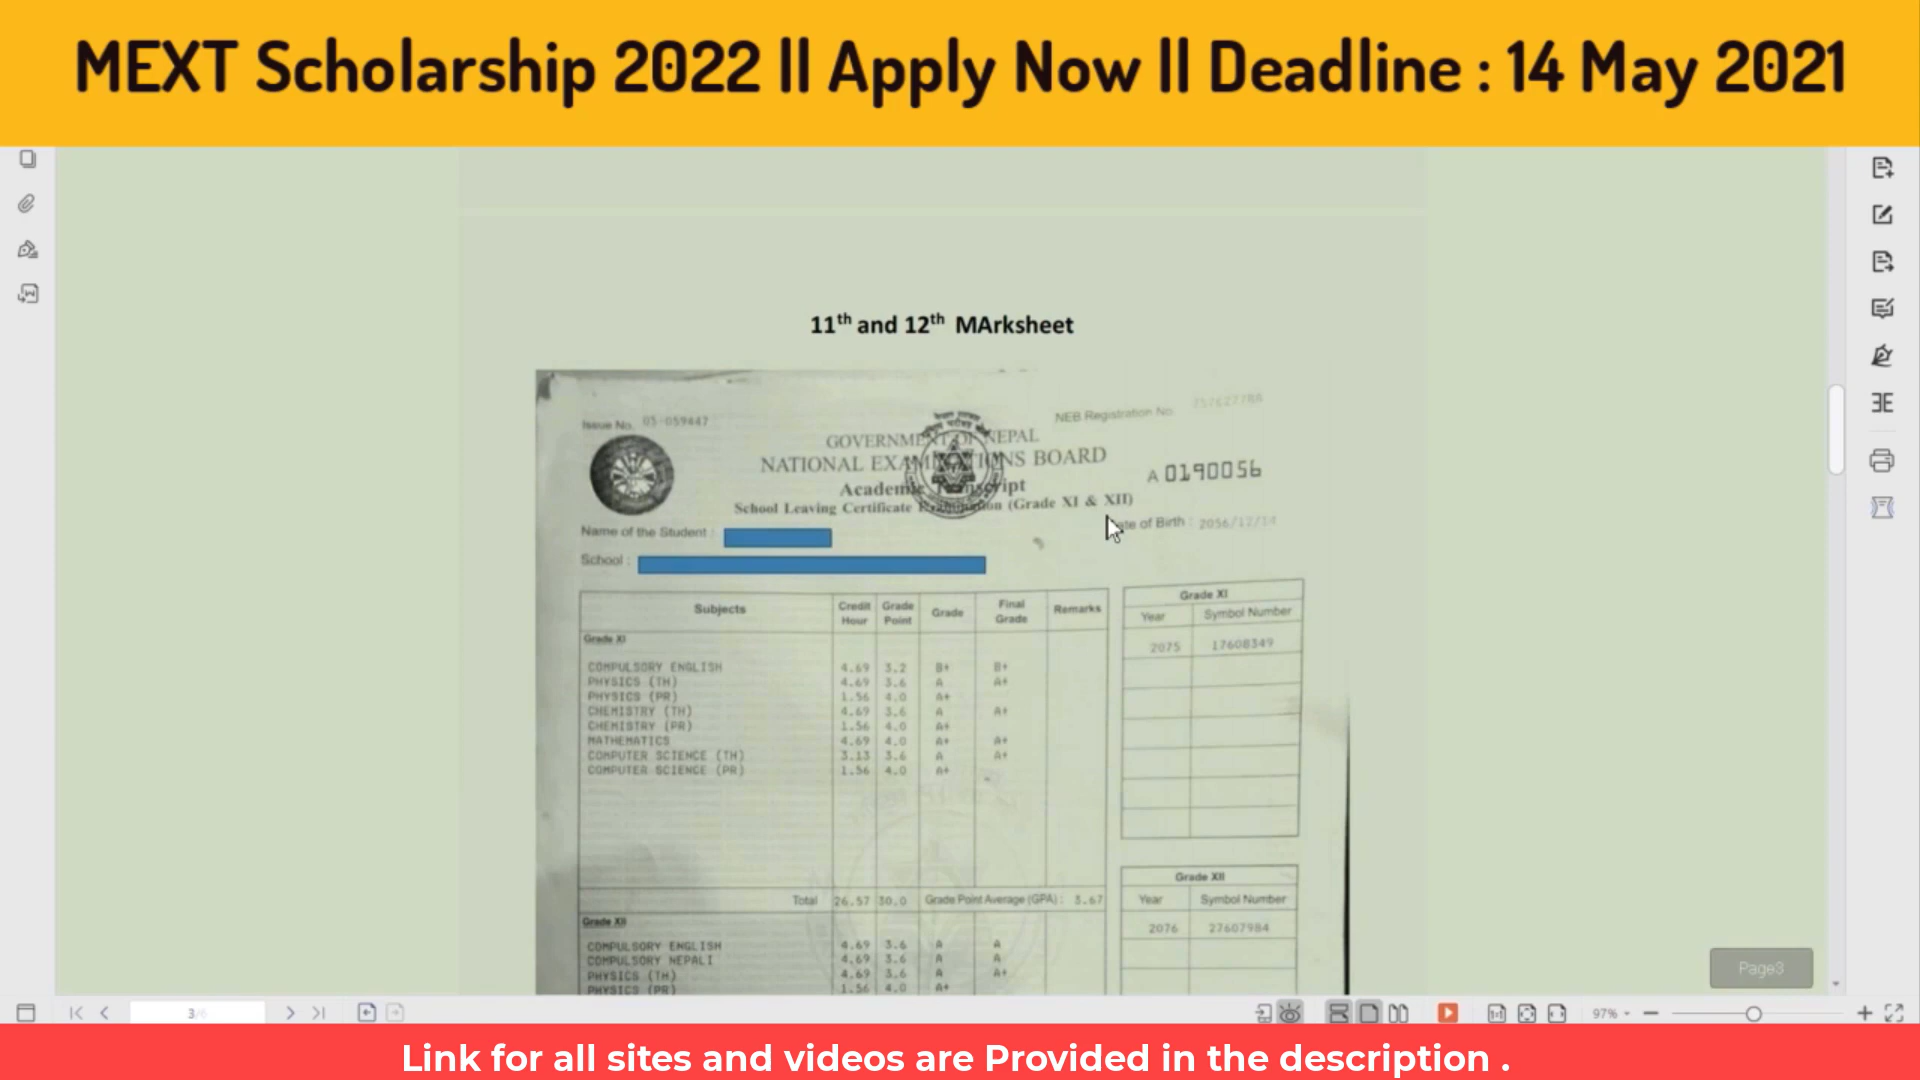 MEXT Scholarship 2022 ll Apply Now ll Deadline : 14 May 2021
11th and 12th MArksheet
Issue No. 05-059447
NEB Registration No.
GOVERNMENT OF NEPAL
NATIONAL EXAMINATIONS BOARD
A 0190056
Academic Transcript
School Leaving Certificate Examination (Grade XI & XII)
Name of the Student :
Date of Birth : 2056/12/14
School :
Subjects Credit Hour Grade Point Grade Final Grade Remarks
Grade XI
COMPULSORY ENGLISH 4.69 3.2 B+ B+
PHYSICS (TH) 4.69 3.6 A A+
PHYSICS (PR) 1.56 4.0 A+
CHEMISTRY (TH) 4.69 3.6 A A+
CHEMISTRY (PR) 1.56 4.0 A+
MATHEMATICS 4.69 4.0 A+ A+
COMPUTER SCIENCE (TH) 3.13 3.6 A A+
COMPUTER SCIENCE (PR) 1.56 4.0 A+
Total 26.57 30.0 Grade Point Average (GPA) : 3.67
Grade XII
COMPULSORY ENGLISH 4.69 3.6 A A
COMPULSORY NEPALI 4.69 3.6 A A
PHYSICS (TH) 4.69 3.6 A A+
PHYSICS (PR) 1.56 4.0 A+
Grade XI
Year Symbol Number
2075 17608349
Grade XII
Year Symbol Number
2076 27607984
Page3
3/6
97%
Link for all sites and videos are Provided in the description .